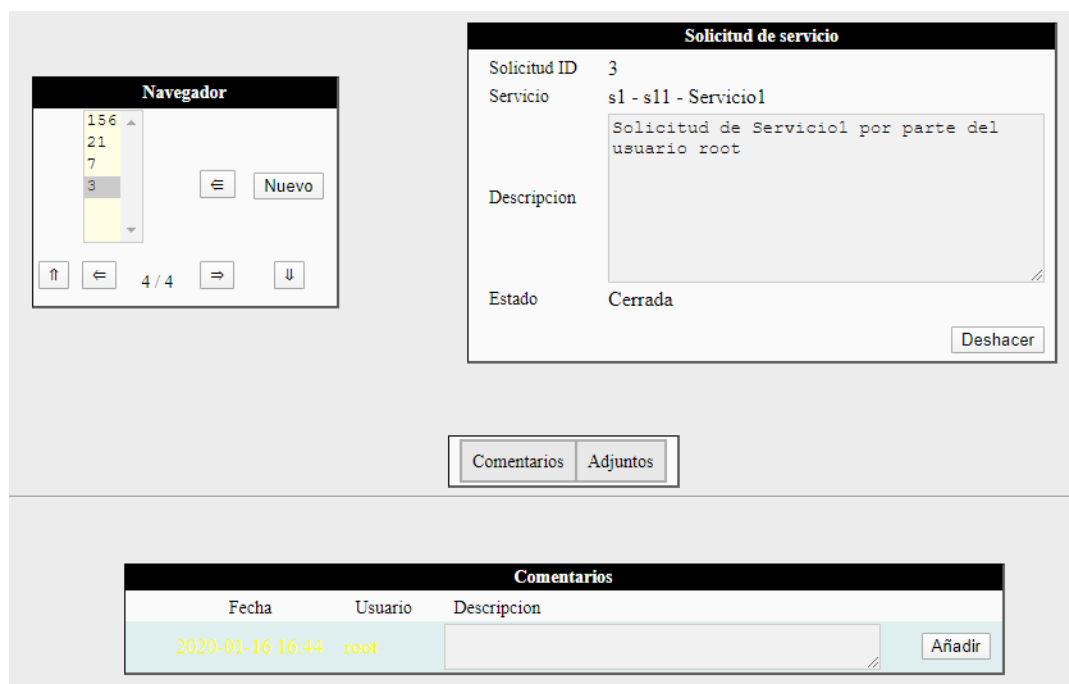 Navegador
156
21
7
3
⋹ Nuevo
⇑ ⇐ 4 / 4 ⇒ ⇓
Solicitud de servicio
Solicitud ID 3
Servicio s1 - s11 - Servicio1
Descripcion
Solicitud de Servicio1 por parte del
usuario root
Estado Cerrada
Deshacer
Comentarios Adjuntos
Comentarios
Fecha Usuario Descripcion
2020-01-16 16:44 root Añadir